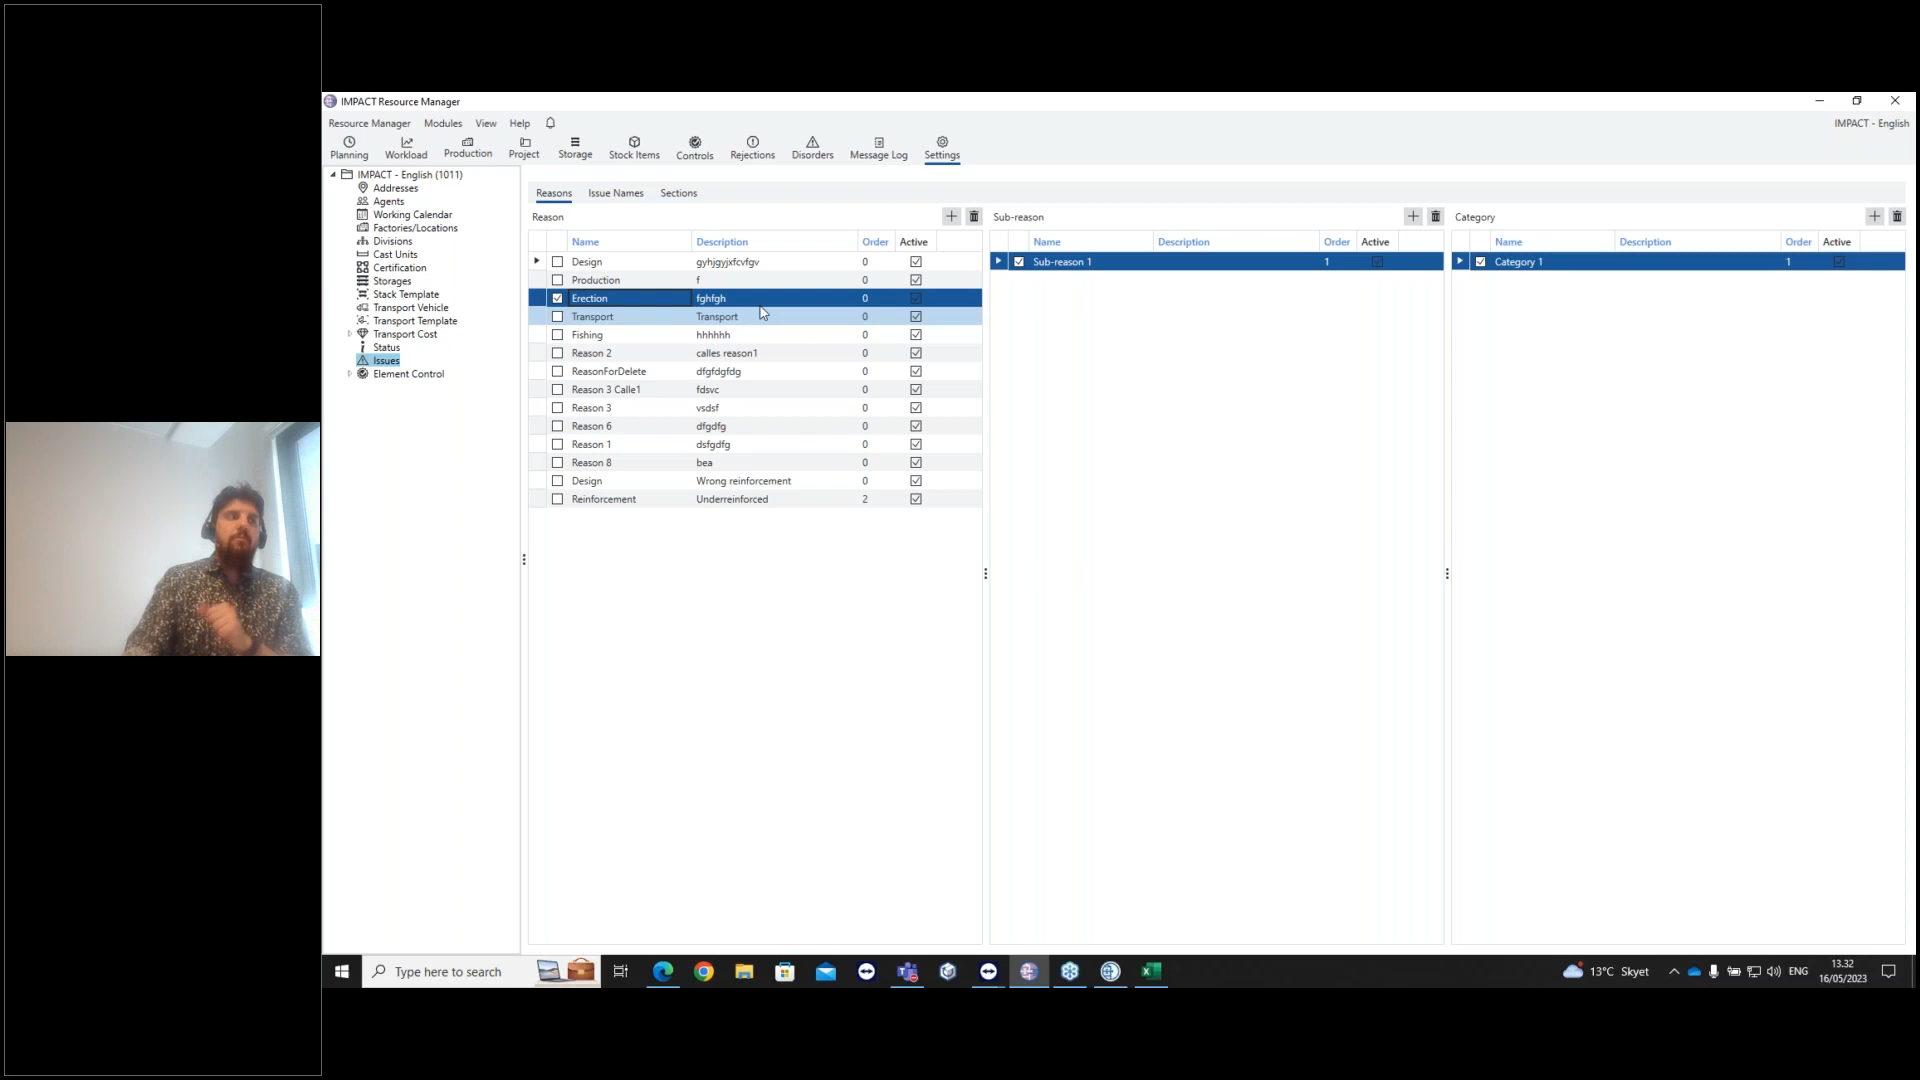 IMPACT Resource Manager
Resource Manager Modules View Help
IMPACT - English
Planning Workload Production Project Storage Stock Items Controls Rejections Disorders Message Log Settings
IMPACT - English (1011)
Addresses
Agents
Working Calendar
Factories/Locations
Divisions
Cast Units
Certification
Storages
Stack Template
Transport Vehicle
Transport Template
Transport Cost
Status
Issues
Element Control
Reasons Issue Names Sections
Reason
Name Description Order Active
Design gyhjgyjxfcvfgv 0
Production f 0
Erection fghfgh 0
Transport Transport 0
Fishing hhhhhh 0
Reason 2 calles reason1 0
ReasonForDelete dfgfdgfdg 0
Reason 3 Calle1 fdsvc 0
Reason 3 vsdsf 0
Reason 6 dfgdfg 0
Reason 1 dsfgdfg 0
Reason 8 bea 0
Design Wrong reinforcement 0
Reinforcement Underreinforced 2
Sub-reason
Name Description Order Active
Sub-reason 1 1
Category
Name Description Order Active
Category 1 1
Type here to search
13°C Skyet
ENG
13.32
16/05/2023